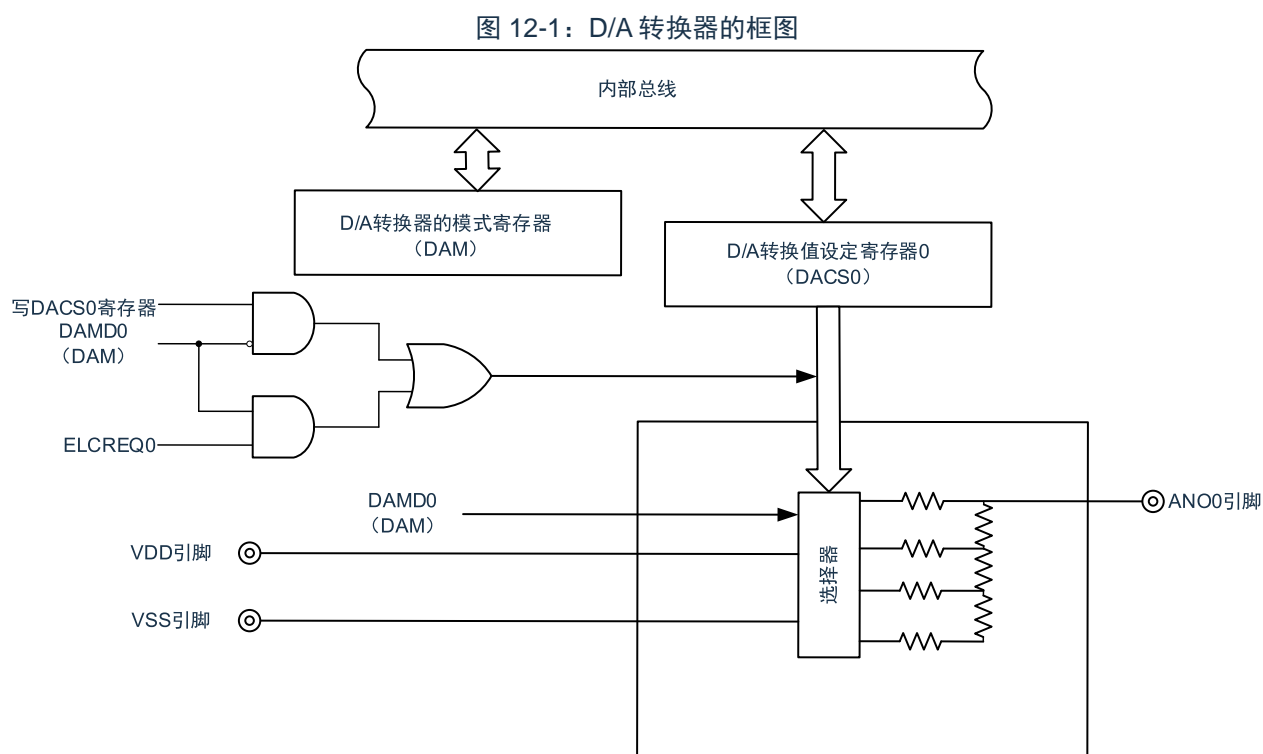 图 12-1：D/A 转换器的框图
内部总线
D/A转换器的模式寄存器
（DAM）
D/A转换值设定寄存器0
（DACS0）
写DACS0寄存器
DAMD0
（DAM）
ELCREQ0
DAMD0
（DAM）
ANO0引脚
VDD引脚
选择器
VSS引脚